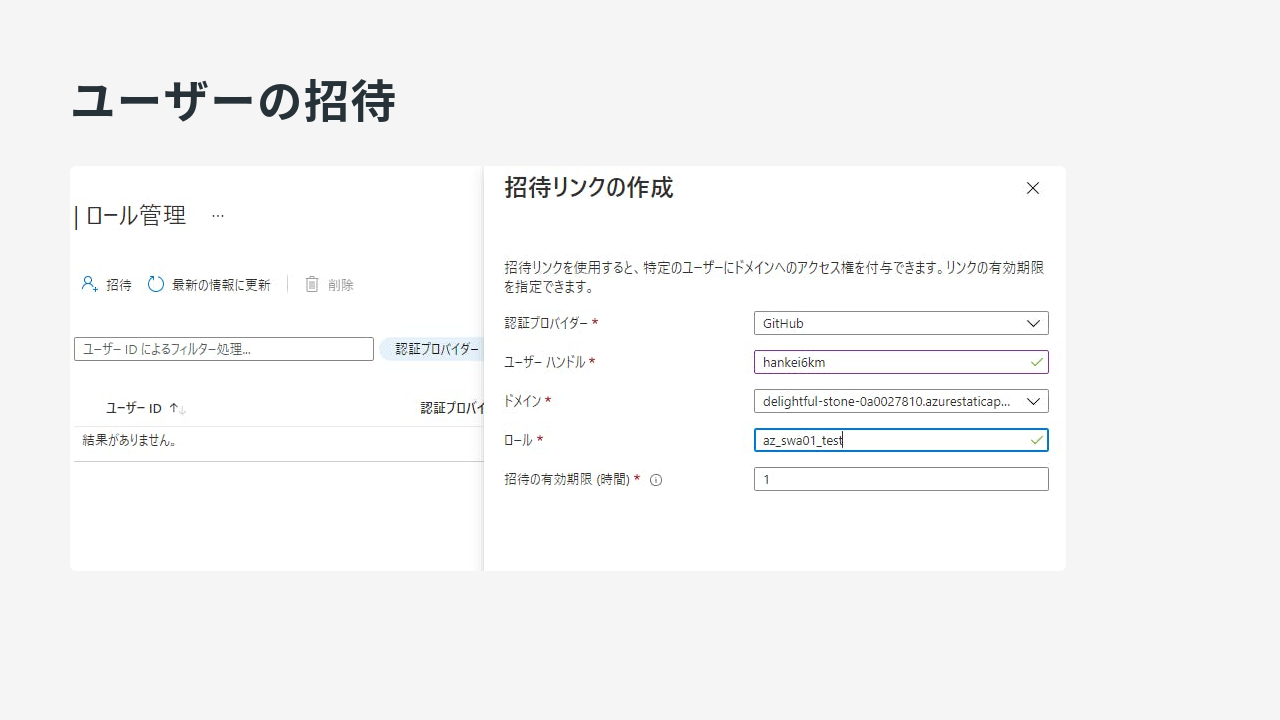 ユーザーの招待
| ロール管理 ...
招待 最新の情報に更新 削除
ユーザー ID によるフィルター処理... 認証プロバイダー
ユーザー ID ↑↓ 認証プロバイ
結果がありません。
招待リンクの作成
招待リンクを使用すると、特定のユーザーにドメインへのアクセス権を付与できます。リンクの有効期限
を指定できます。
認証プロバイダー * GitHub
ユーザー ハンドル * hankei6km
ドメイン * delightful-stone-0a0027810.azurestaticap...
ロール * az_swa01_test
招待の有効期限 (時間) * 1